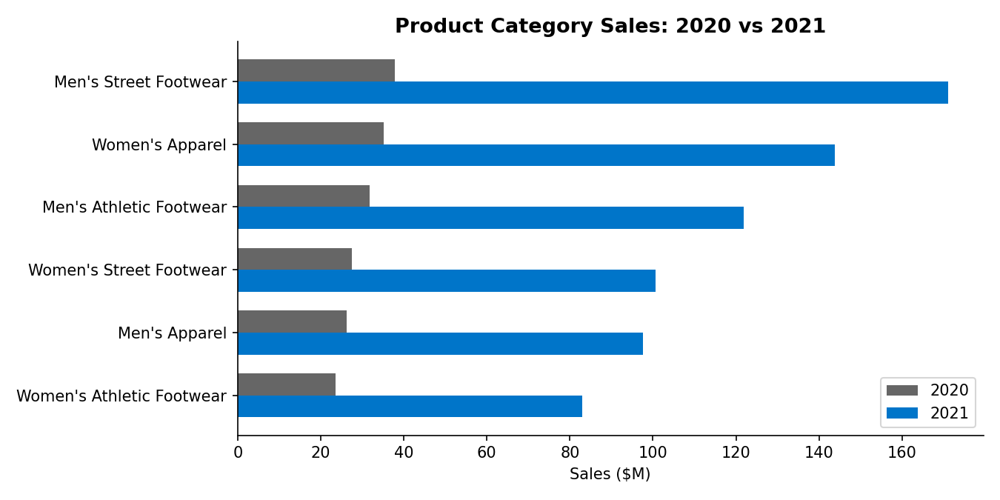 Product Category Sales: 2020 vs 2021
Men's Street Footwear
Women's Apparel
Men's Athletic Footwear
Women's Street Footwear
Men's Apparel
Women's Athletic Footwear
2020
2021
0 20 40 60 80 100 120 140 160
Sales ($M)